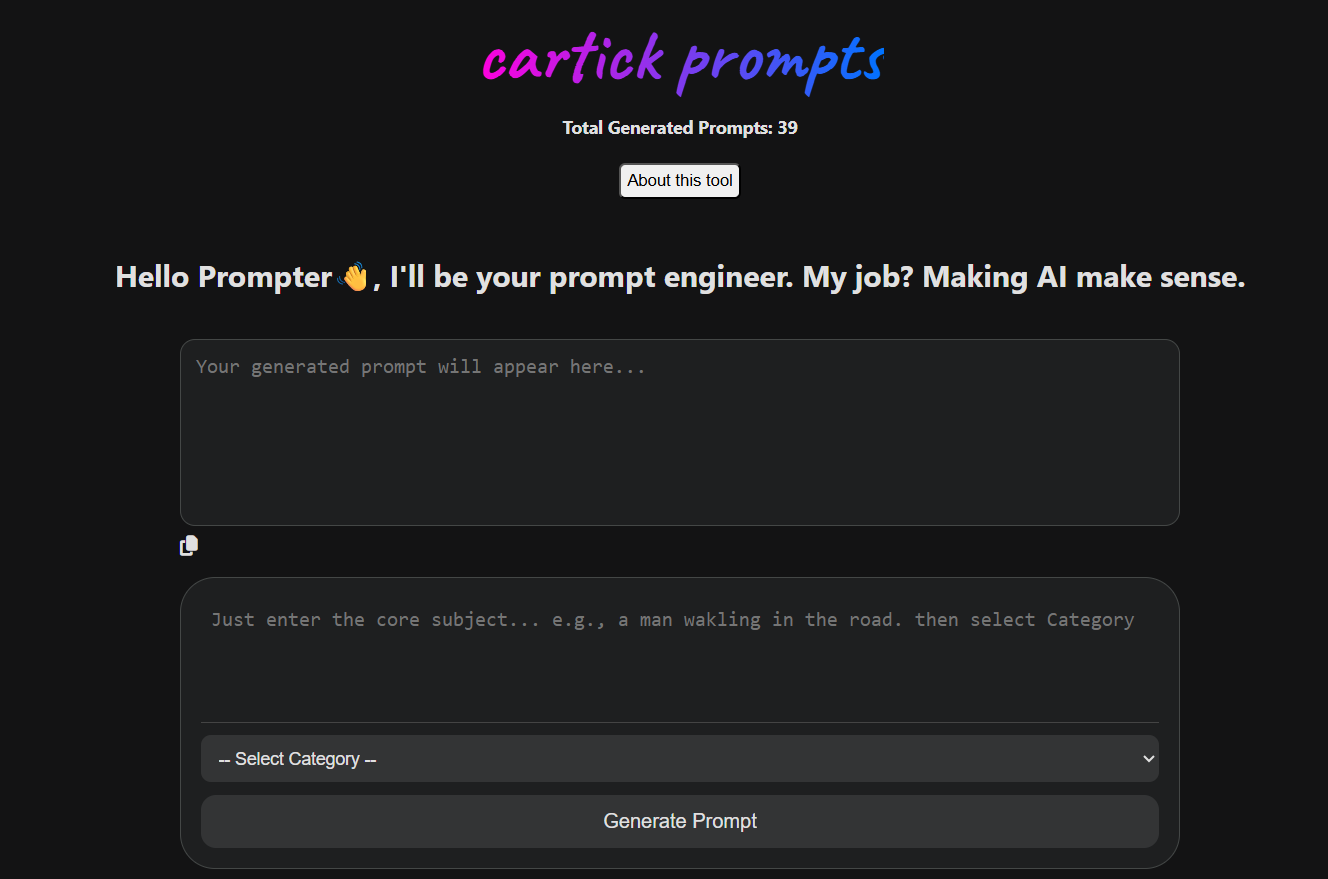 cartick prompts
Total Generated Prompts: 39
About this tool
Hello Prompter 👋, I'll be your prompt engineer. My job? Making AI make sense.
Your generated prompt will appear here...
Just enter the core subject... e.g., a man wakling in the road. then select Category
-- Select Category --
Generate Prompt